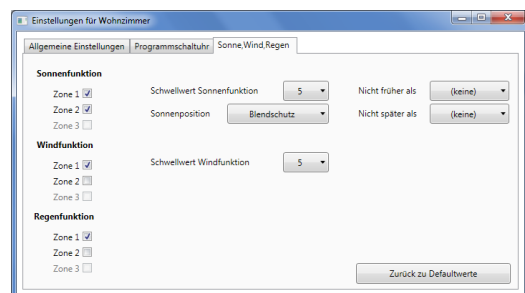 Einstellungen für Wohnzimmer
Allgemeine Einstellungen Programmschaltuhr Sonne,Wind,Regen
Sonnenfunktion
Zone 1 Schwellwert Sonnenfunktion 5 Nicht früher als (keine)
Zone 2 Sonnenposition Blendschutz Nicht später als (keine)
Zone 3
Windfunktion
Zone 1 Schwellwert Windfunktion 5
Zone 2
Zone 3
Regenfunktion
Zone 1
Zone 2
Zone 3 Zurück zu Defaultwerte